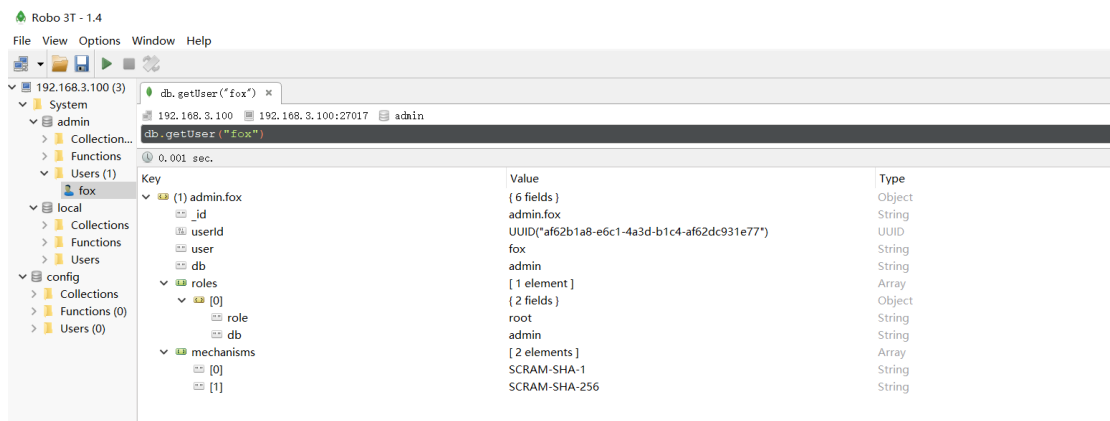 Robo 3T - 1.4
File View Options Window Help
192.168.3.100 (3)
System
admin
Collection...
Functions
Users (1)
fox
local
Collections
Functions
Users
config
Collections
Functions (0)
Users (0)
db.getUser("fox")
192.168.3.100 192.168.3.100:27017 admin
db.getUser("fox")
0.001 sec.
Key Value Type
(1) admin.fox { 6 fields } Object
_id admin.fox String
userId UUID("af62b1a8-e6c1-4a3d-b1c4-af62dc931e77") UUID
user fox String
db admin String
roles [ 1 element ] Array
[0] { 2 fields } Object
role root String
db admin String
mechanisms [ 2 elements ] Array
[0] SCRAM-SHA-1 String
[1] SCRAM-SHA-256 String